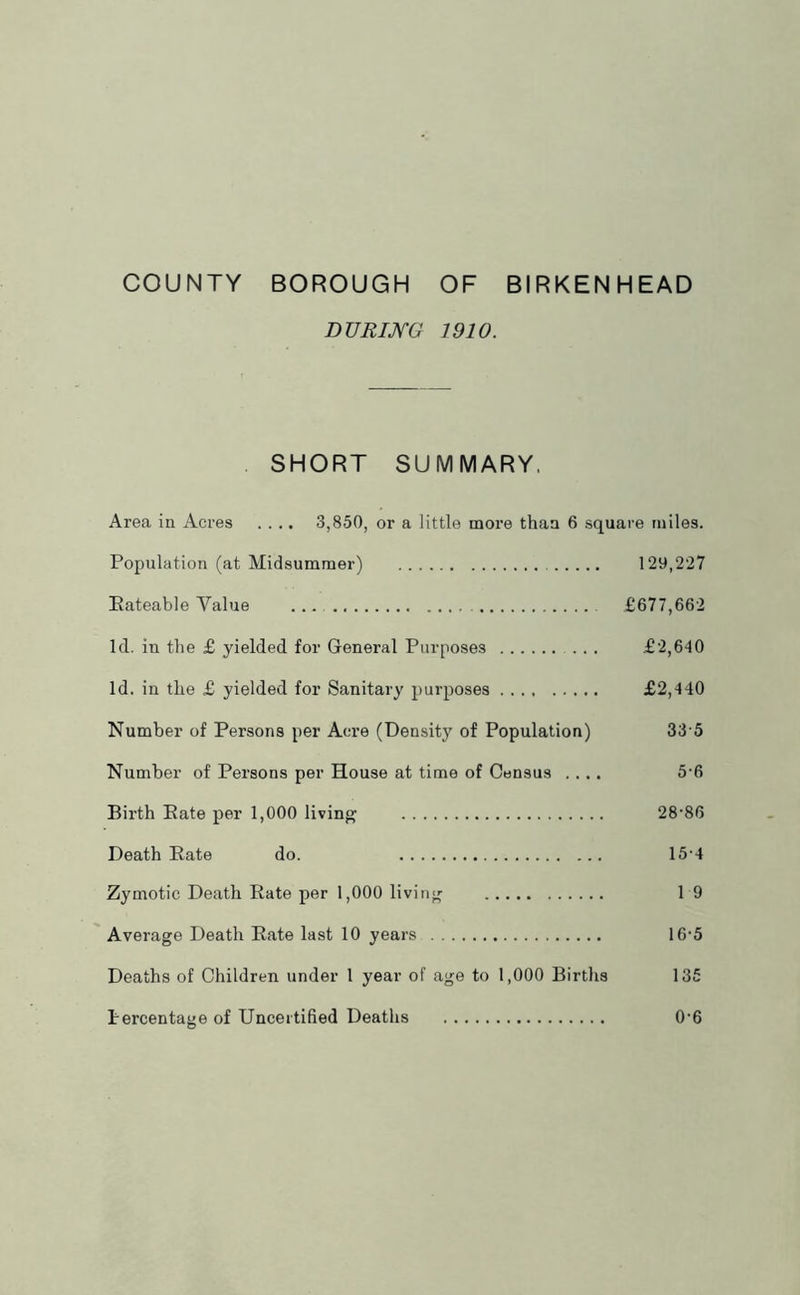 COUNTY BOROUGH OF BIRKENHEAD
DURING 1910.
SHORT SUMMARY.
Area in Acres .... 3,850, or a little more than 6 square miles.
Population (at Midsummer) ...... .......... ...... 129,227
Rateable Value .... .......... .... ............ £677,662
1d. in the £ yielded for General Purposes ........ ... £2,640
1d. in the £ yielded for Sanitary purposes .... ...... £2,440
Number of Persons per Acre (Density of Population) 33·5
Number of Persons per House at time of Census .... 5·6
Birth Rate per 1,000 living ...................... 28·86
Death Rate do. .................. ... 15·4
Zymotic Death Rate per 1,000 living ..... ....... 1 9
Average Death Rate last 10 years ................... 16·5
Deaths of Children under 1 year of age to 1,000 Births 135
Percentage of Uncertified Deaths .................. 0·6